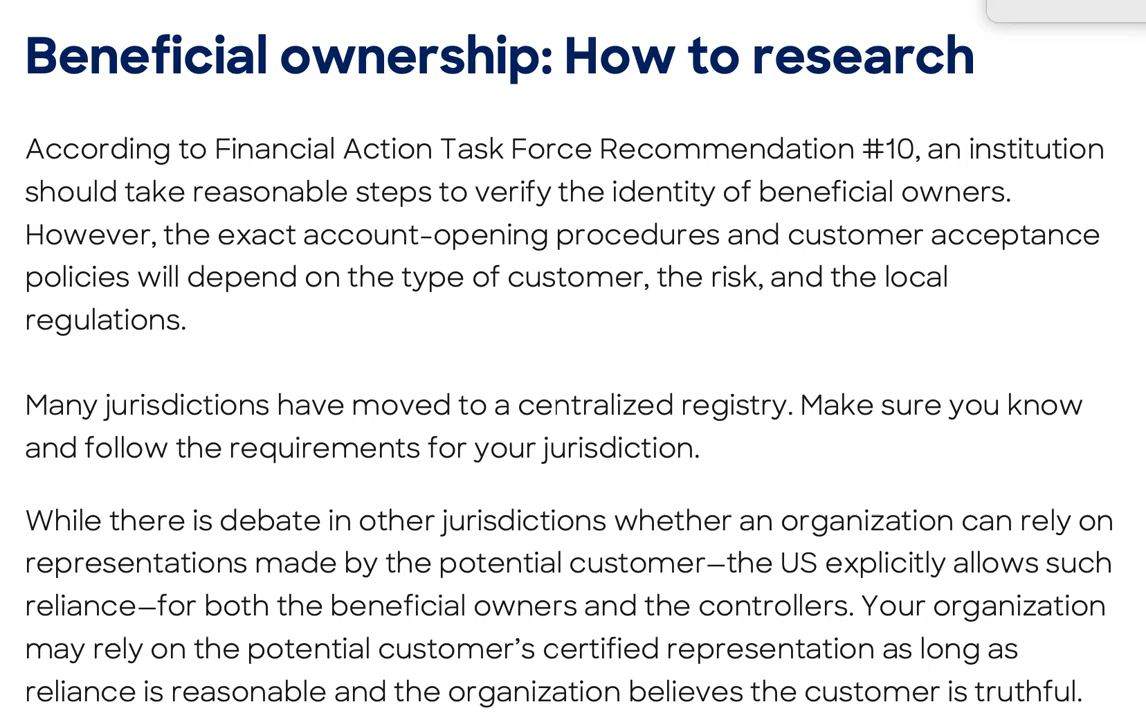 Beneficial ownership: How to research
According to Financial Action Task Force Recommendation #10, an institution
should take reasonable steps to verify the identity of beneficial owners.
However, the exact account-opening procedures and customer acceptance
policies will depend on the type of customer, the risk, and the local
regulations.
Many jurisdictions have moved to a centralized registry. Make sure you know
and follow the requirements for your jurisdiction.
While there is debate in other jurisdictions whether an organization can rely on
representations made by the potential customer—the US explicitly allows such
reliance—for both the beneficial owners and the controllers. Your organization
may rely on the potential customer’s certified representation as long as
reliance is reasonable and the organization believes the customer is truthful.